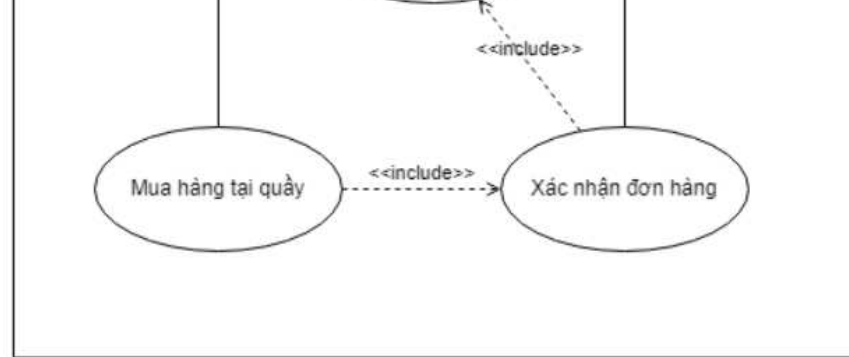 <<include>>
<<include>>
Mua hàng tại quầy
Xác nhận đơn hàng